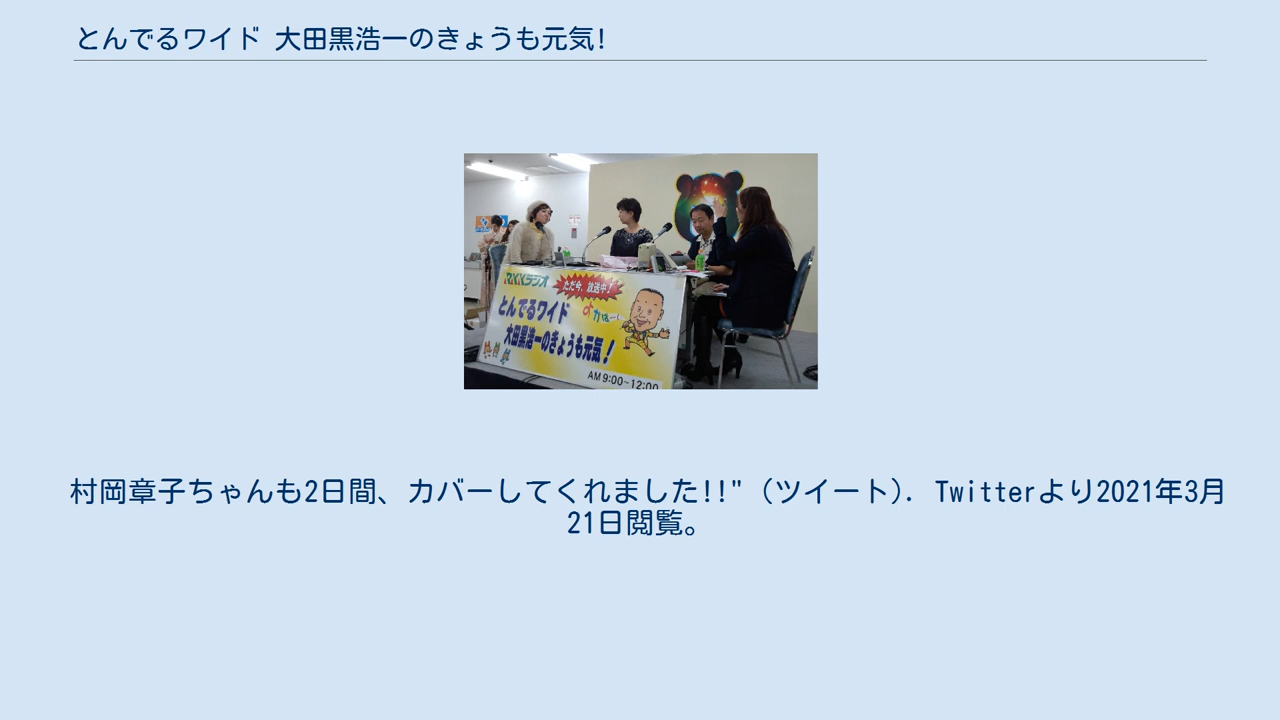 とんでるワイド 大田黒浩一のきょうも元気!
RKKラジオ
ただ今、放送中!
とんでるワイド
大田黒浩一のきょうも元気!
AM 9:00~12:00
村岡章子ちゃんも2日間、カバーしてくれました!!"(ツイート). Twitterより2021年3月
21日閲覧。